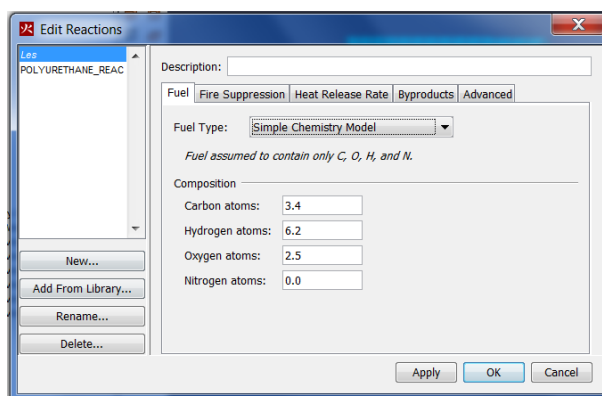 Edit Reactions
Les
POLYURETHANE_REAC
New...
Add From Library...
Rename...
Delete...
Description:
Fuel Fire Suppression Heat Release Rate Byproducts Advanced
Fuel Type: Simple Chemistry Model
Fuel assumed to contain only C, O, H, and N.
Composition
Carbon atoms: 3.4
Hydrogen atoms: 6.2
Oxygen atoms: 2.5
Nitrogen atoms: 0.0
Apply OK Cancel